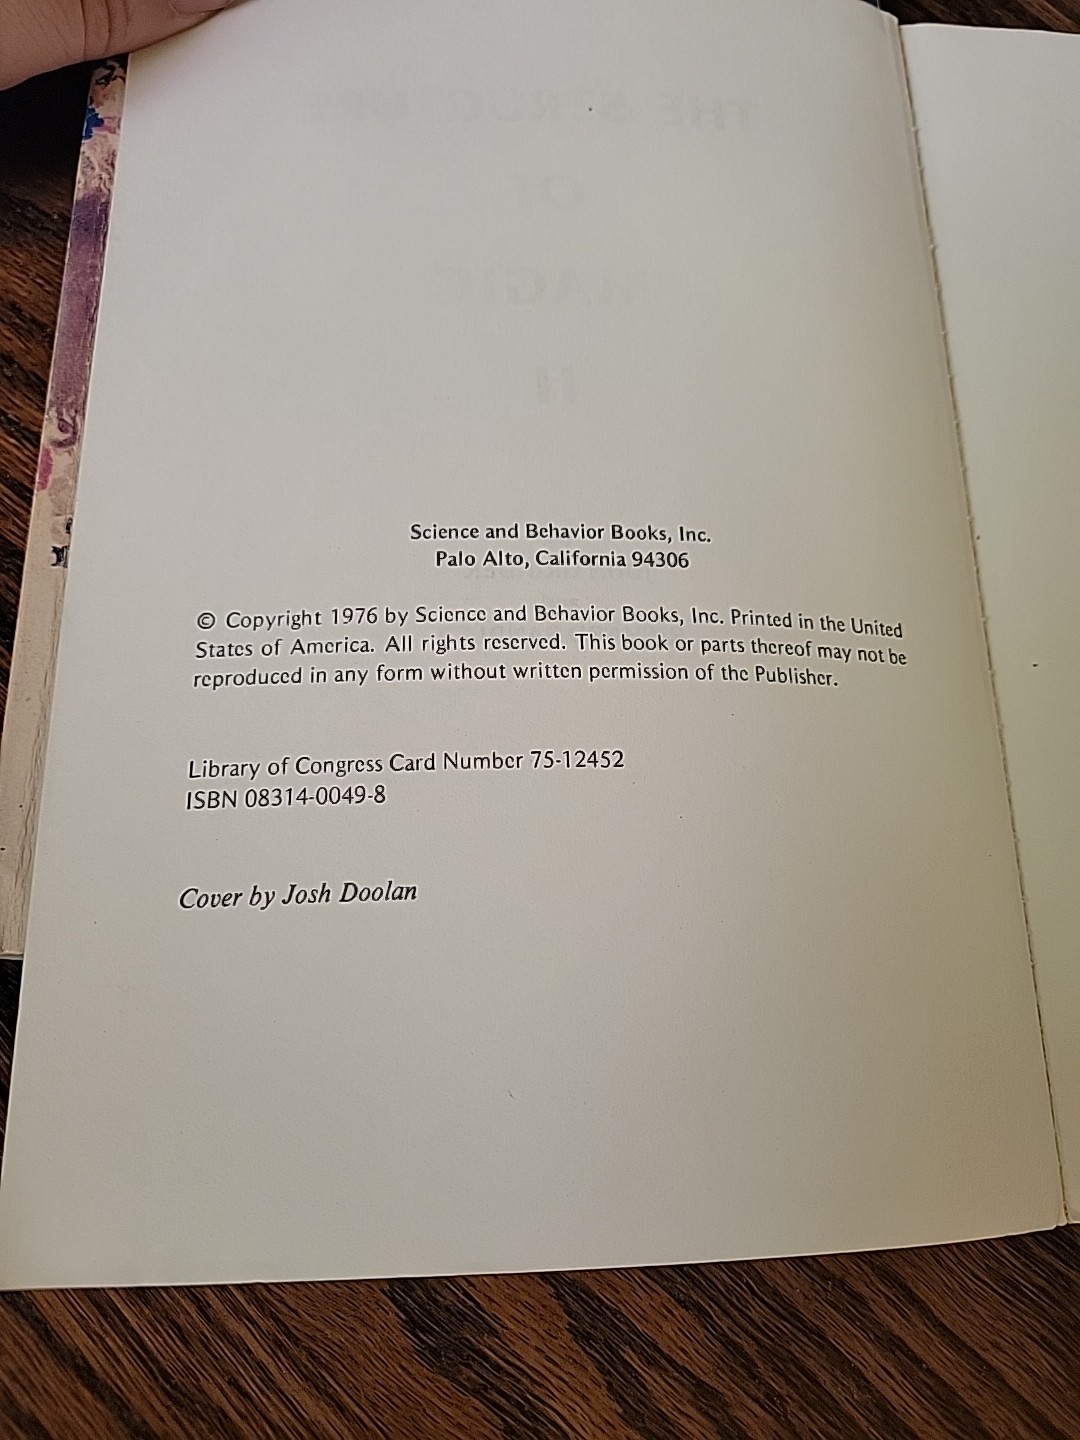 Science and Behavior Books, Inc.
Palo Alto, California 94306
© Copyright 1976 by Science and Behavior Books, Inc. Printed in the United
States of America. All rights reserved. This book or parts thereof may not be
reproduced in any form without written permission of the Publisher.
Library of Congress Card Number 75-12452
ISBN 08314-0049-8
Cover by Josh Doolan